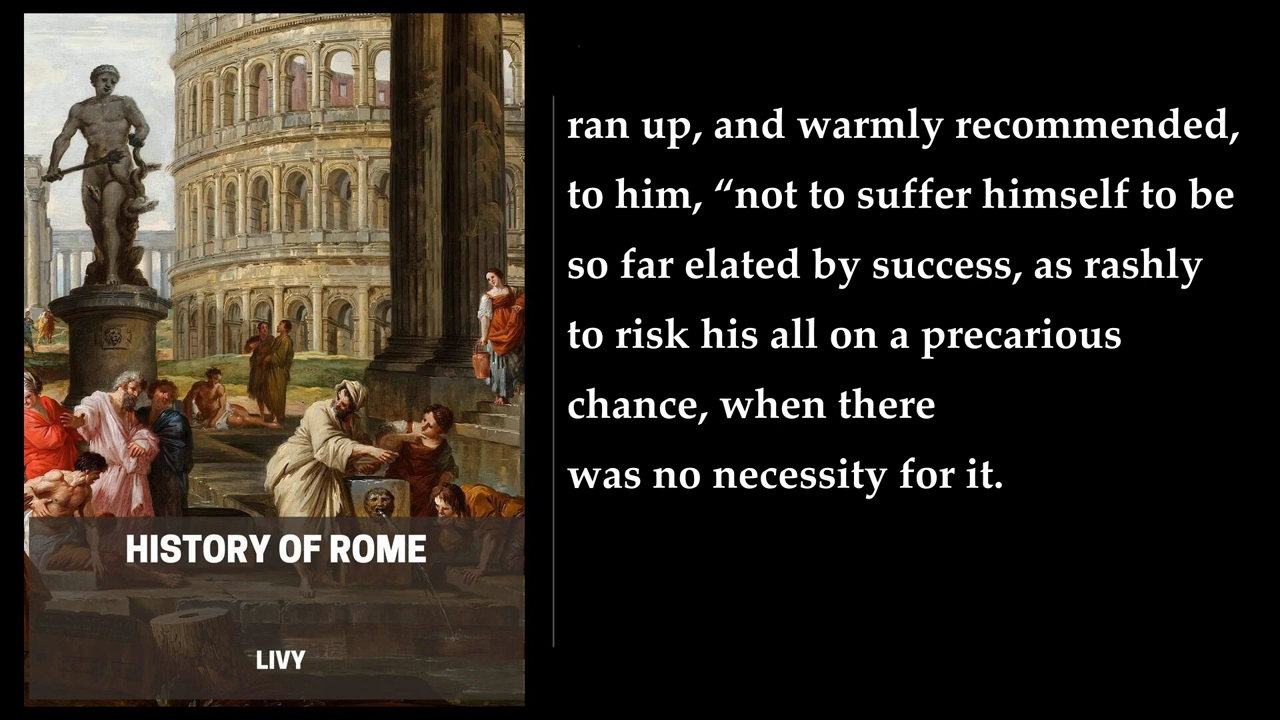 HISTORY OF ROME
LIVY
ran up, and warmly recommended,
to him, “not to suffer himself to be
so far elated by success, as rashly
to risk his all on a precarious
chance, when there
was no necessity for it.